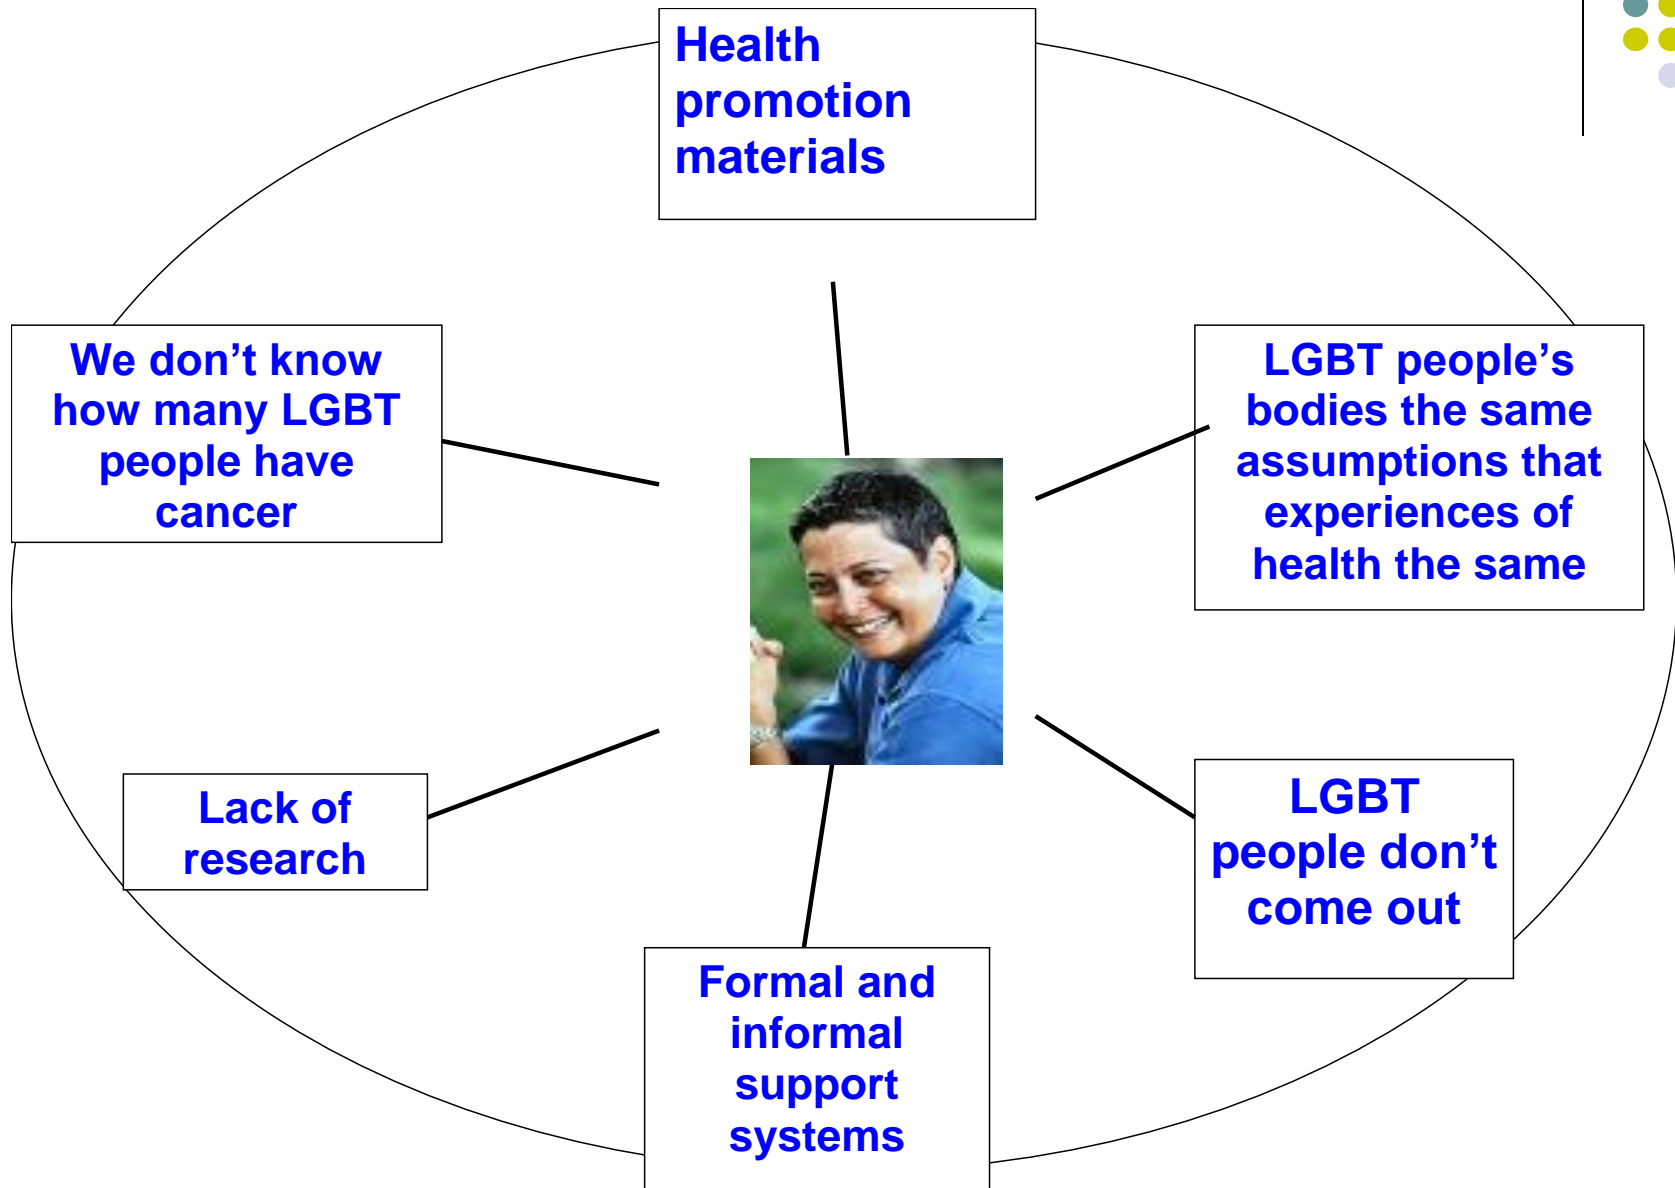 Health
promotion
materials
We don’t know
how many LGBT
people have
cancer
LGBT people’s
bodies the same
assumptions that
experiences of
health the same
Lack of
research
LGBT
people don’t
come out
Formal and
informal
support
systems